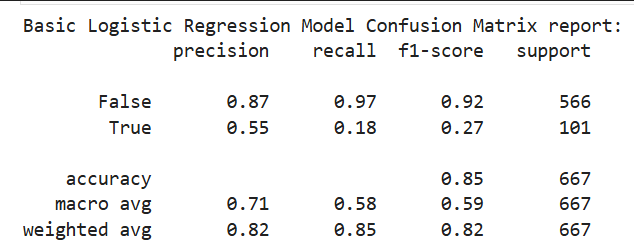 Basic Logistic Regression Model Confusion Matrix report:
precision recall f1-score support
False 0.87 0.97 0.92 566
True 0.55 0.18 0.27 101
accuracy 0.85 667
macro avg 0.71 0.58 0.59 667
weighted avg 0.82 0.85 0.82 667